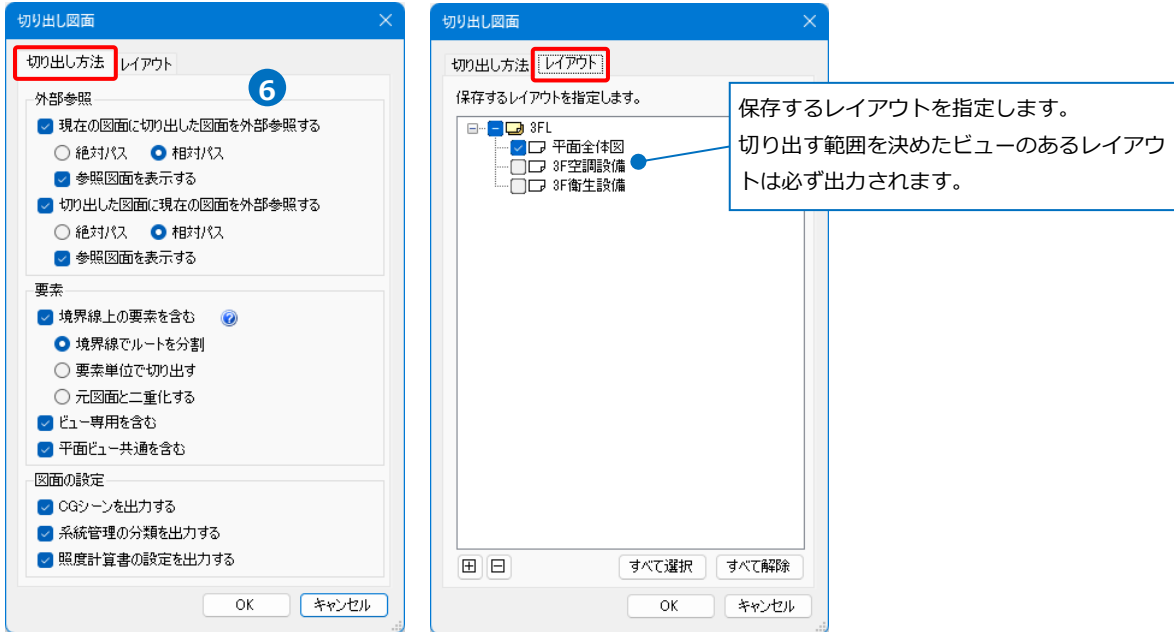 切り出し図面
切り出し方法 レイアウト
6
外部参照
現在の図面に切り出した図面を外部参照する
絶対パス 相対パス
参照図面を表示する
切り出した図面に現在の図面を外部参照する
絶対パス 相対パス
参照図面を表示する
要素
境界線上の要素を含む ?
境界線でルートを分割
要素単位で切り出す
元図面と二重化する
ビュー専用を含む
平面ビュー共通を含む
図面の設定
CGシーンを出力する
系統管理の分類を出力する
照度計算書の設定を出力する
OK キャンセル
切り出し図面
切り出し方法 レイアウト
保存するレイアウトを指定します。
3FL
平面全体図
3F空調設備
3F衛生設備
すべて選択 すべて解除
OK キャンセル
保存するレイアウトを指定します。
切り出す範囲を決めたビューのあるレイアウ
トは必ず出力されます。